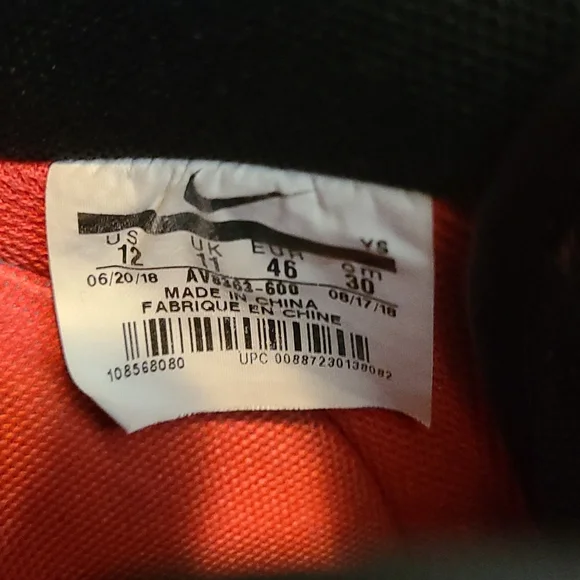 US UK EUR cm
12 11 46 30
06/20/18 08/17/18
MADE IN CHINA
FABRIQUE EN CHINE
108568080 UPC 00887230138082